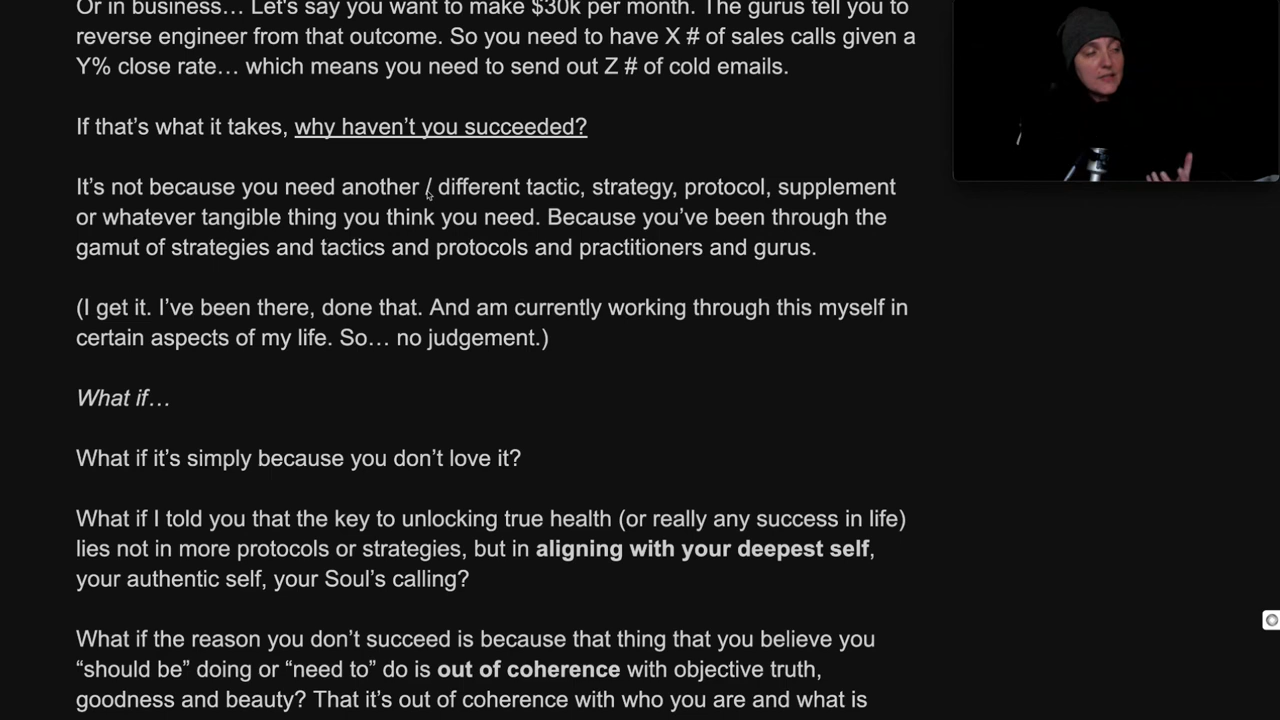 Or in business… Let's say you want to make $30k per month. The gurus tell you to
reverse engineer from that outcome. So you need to have X # of sales calls given a
Y% close rate… which means you need to send out Z # of cold emails.
If that’s what it takes, why haven’t you succeeded?
It’s not because you need another / different tactic, strategy, protocol, supplement
or whatever tangible thing you think you need. Because you’ve been through the
gamut of strategies and tactics and protocols and practitioners and gurus.
(I get it. I’ve been there, done that. And am currently working through this myself in
certain aspects of my life. So… no judgement.)
What if…
What if it’s simply because you don’t love it?
What if I told you that the key to unlocking true health (or really any success in life)
lies not in more protocols or strategies, but in aligning with your deepest self,
your authentic self, your Soul’s calling?
What if the reason you don’t succeed is because that thing that you believe you
“should be” doing or “need to” do is out of coherence with objective truth,
goodness and beauty? That it’s out of coherence with who you are and what is